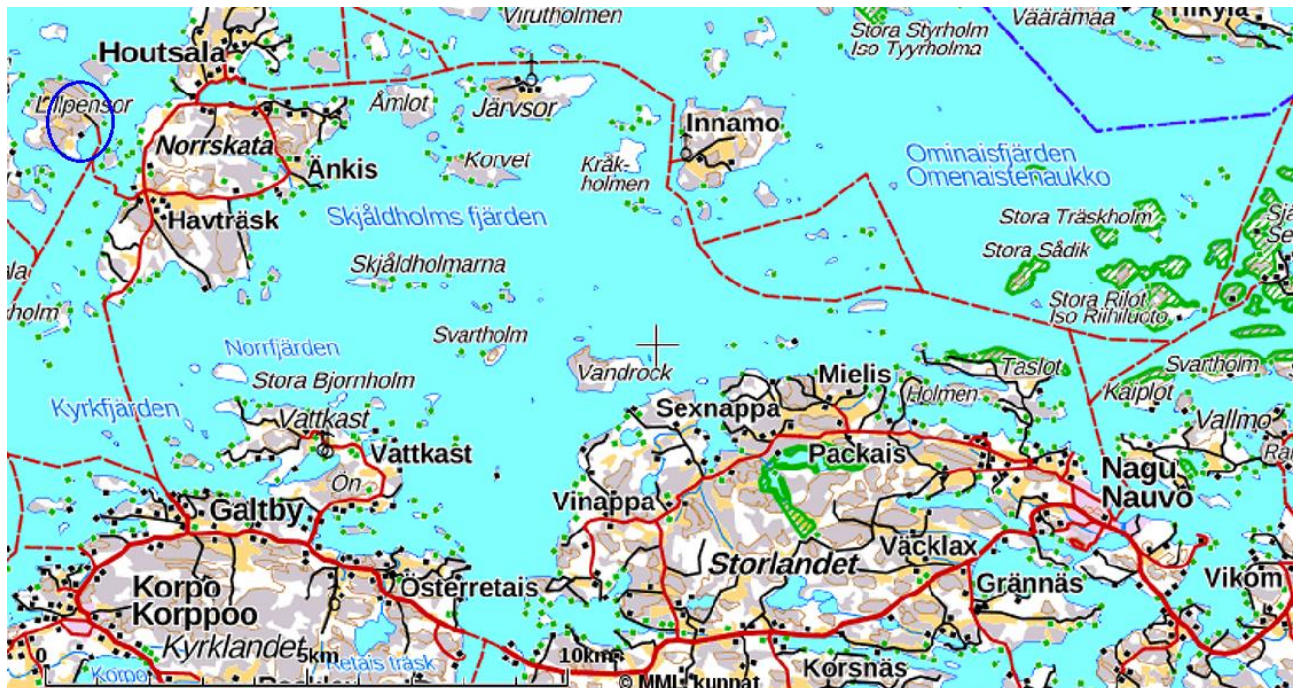 Virutholmen
Stora Styrholm
Iso Tyyrholma
Väärämaa
Houtsala
Lillpensor
Åmlot
Järvsor
Innamo
Norrskata
Korvet
Kråk-
holmen
Änkis
Ominaisfjärden
Omenaistenaukko
Havträsk
Skjåldholms fjärden
Stora Träskholm
Stora Sådik
Skjåldholmarna
Stora Rilot
Iso Riihiluoto
Svartholm
Norrfjärden
Vandrock
Taslot
Svartholm
Stora Bjornholm
Mielis
Holmen
Kaiplot
Kyrkfjärden
Vattkast
Sexnappa
Vallmo
Vattkast
Packais
Ön
Nagu
Nauvo
Galtby
Vinappa
Väcklax
Storlandet
Grännäs
Vikom
Korpo
Korppoo
Österretais
Kyrklandet
0
5km
10km
Retais träsk
Korsnäs
© MML, kunnat